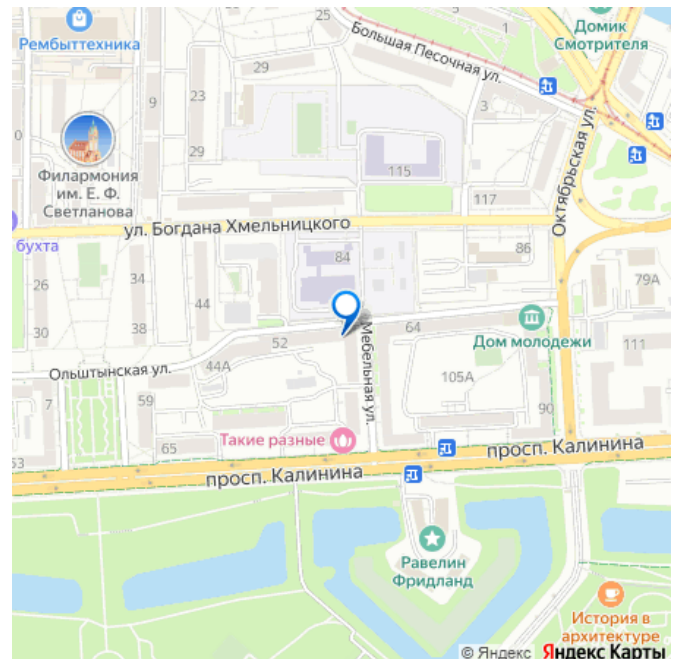 25
Большая Песочная ул.
Домик
Смотрителя
Рембыттехника
29
9
23
3
0
29
115
Октябрьская ул.
Филармония
им. Е. Ф.
Светланова
117
ул. Богдана Хмельницкого
бухта
84
86
26
34
44
79А
30
38
52
Мебельная ул.
64
Дом молодежи
111
Ольштынская ул.
44А
105А
7
59
90
Такие разные
65
53
просп. Калинина
просп. Калинина
Равелин
Фридланд
История в
архитектуре
© Яндекс Яндекс Карты